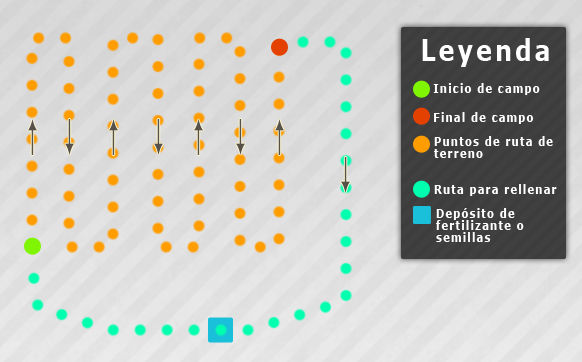 Leyenda
Inicio de campo
Final de campo
Puntos de ruta de
terreno
Ruta para rellenar
Depósito de
fertilizante o
semillas